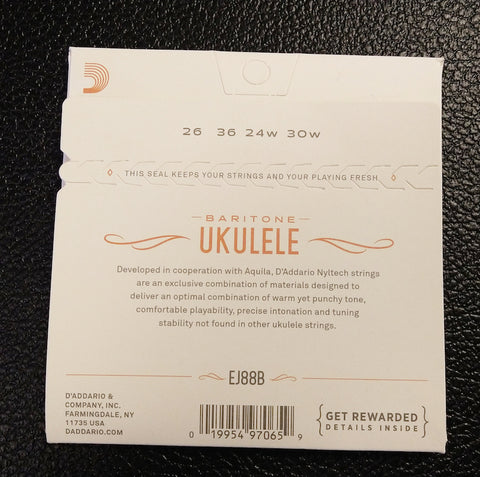 26 36 24w 30w
THIS SEAL KEEPS YOUR STRINGS AND YOUR PLAYING FRESH.
BARITONE
UKULELE
Developed in cooperation with Aquila, D'Addario Nyltech strings
are an exclusive combination of materials designed to
deliver an optimal combination of warm yet punchy tone,
comfortable playability, precise intonation and tuning
stability not found in other ukulele strings.
EJ88B
D'ADDARIO &
COMPANY, INC.
FARMINGDALE, NY
11735 USA
DADDARIO.COM
0 19954 97065 9
GET REWARDED
DETAILS INSIDE